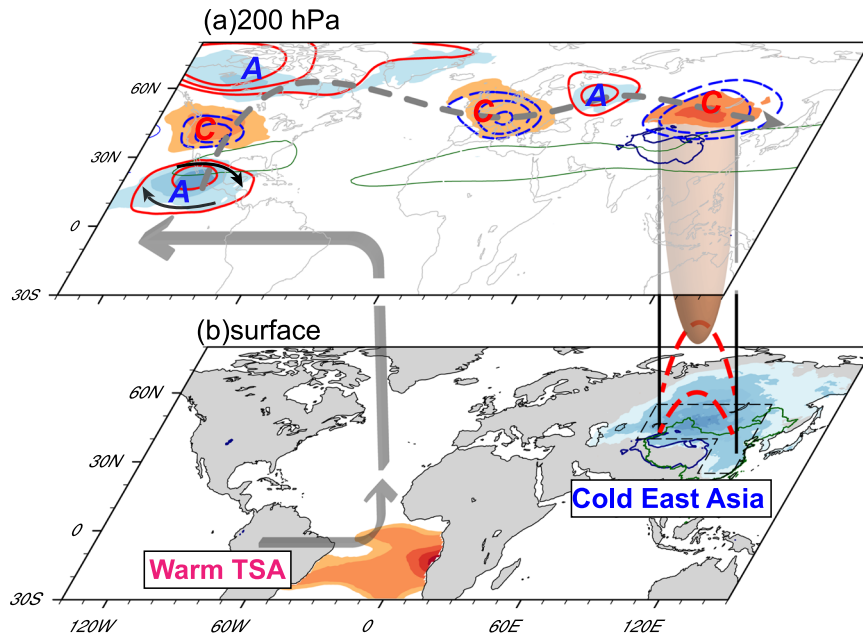 (a)200 hPa
A
60N
C
A
C
C
30N
A
0
30S
(b)surface
60N
30N
Cold East Asia
0
Warm TSA
30S
120W
60W
0
60E
120E